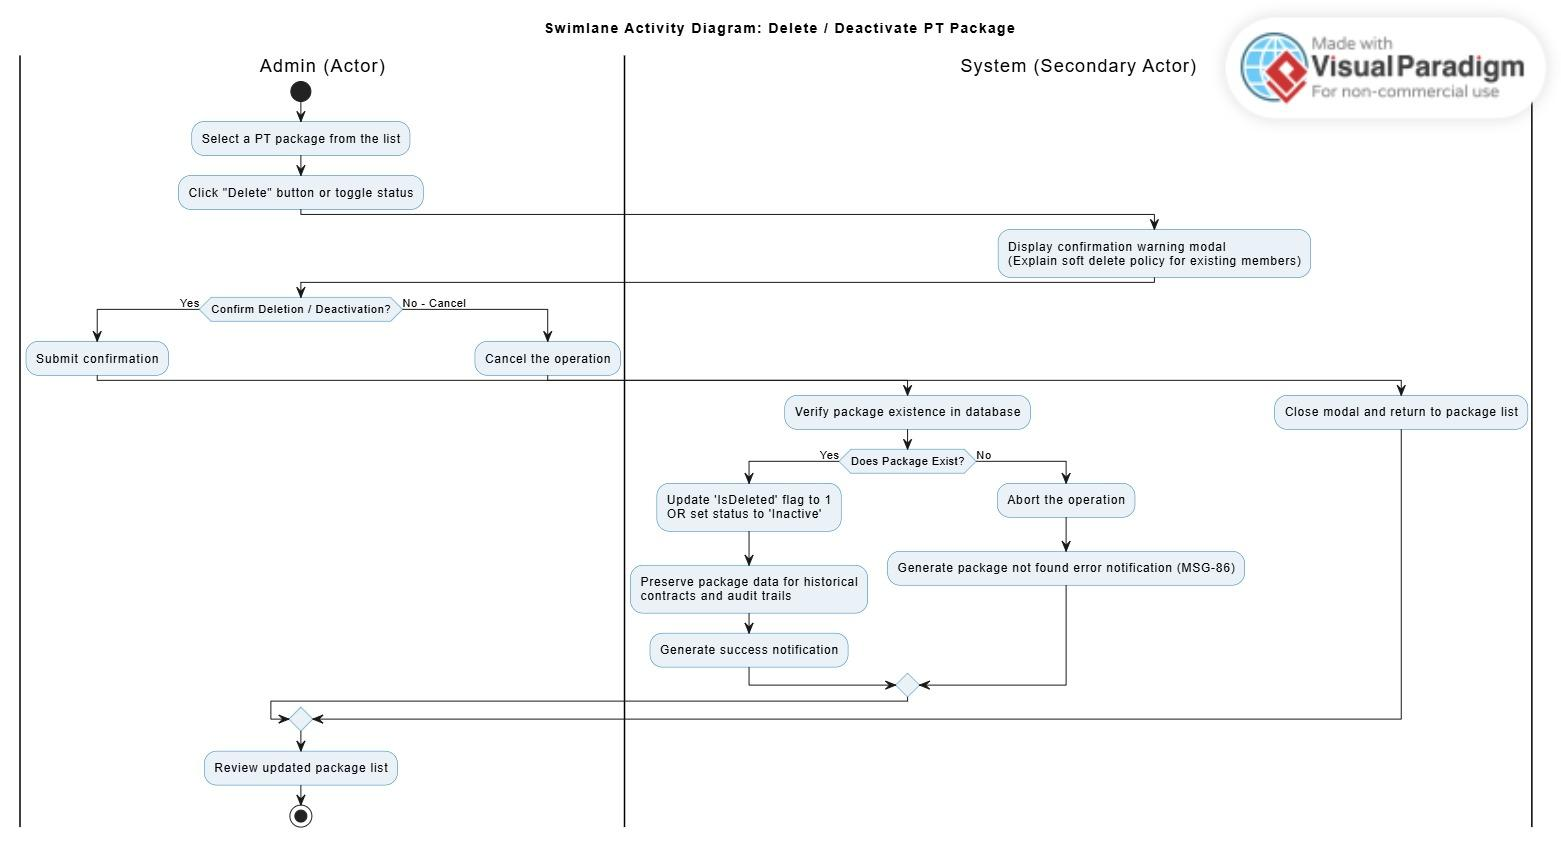 Swimlane Activity Diagram: Delete / Deactivate PT Package
Admin (Actor)
System (Secondary Actor)
Made with
Visual Paradigm
For non-commercial use
Select a PT package from the list
Click "Delete" button or toggle status
Display confirmation warning modal
(Explain soft delete policy for existing members)
Yes
Confirm Deletion / Deactivation?
No - Cancel
Submit confirmation
Cancel the operation
Verify package existence in database
Close modal and return to package list
Yes
Does Package Exist?
No
Update 'IsDeleted' flag to 1
OR set status to 'Inactive'
Abort the operation
Preserve package data for historical
contracts and audit trails
Generate package not found error notification (MSG-86)
Generate success notification
Review updated package list